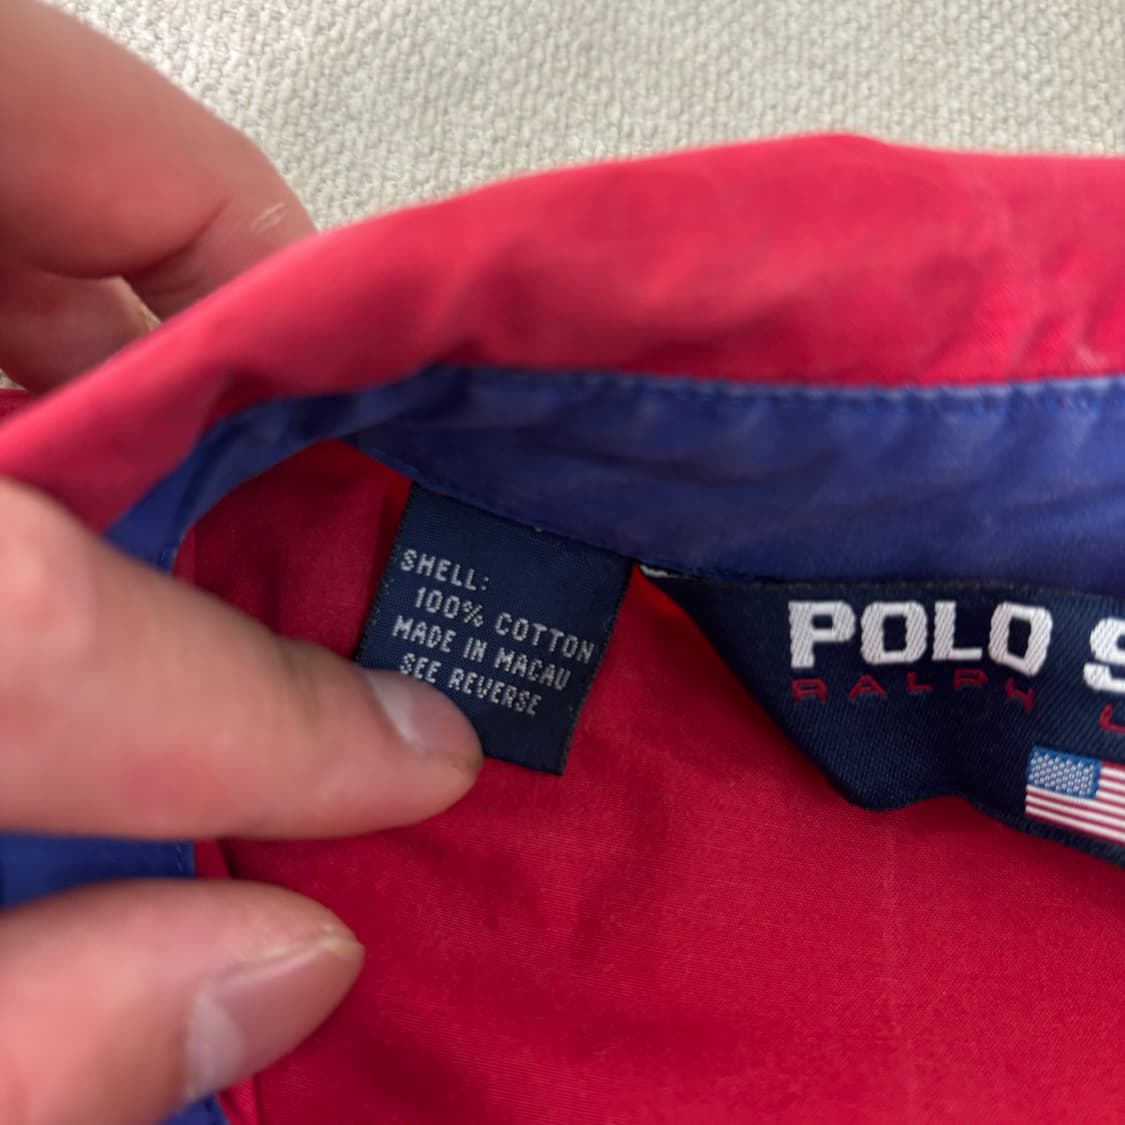 SHELL:
100% COTTON
MADE IN MACAU
SEE REVERSE
POLO S
RALPH L